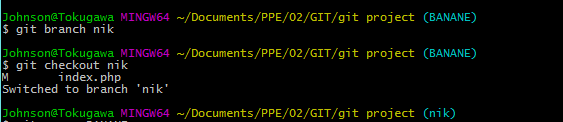 Johnson@Tokugawa MINGW64 ~/Documents/PPE/02/GIT/git project (BANANE)
$ git branch nik
Johnson@Tokugawa MINGW64 ~/Documents/PPE/02/GIT/git project (BANANE)
$ git checkout nik
M       index.php
Switched to branch 'nik'
Johnson@Tokugawa MINGW64 ~/Documents/PPE/02/GIT/git project (nik)